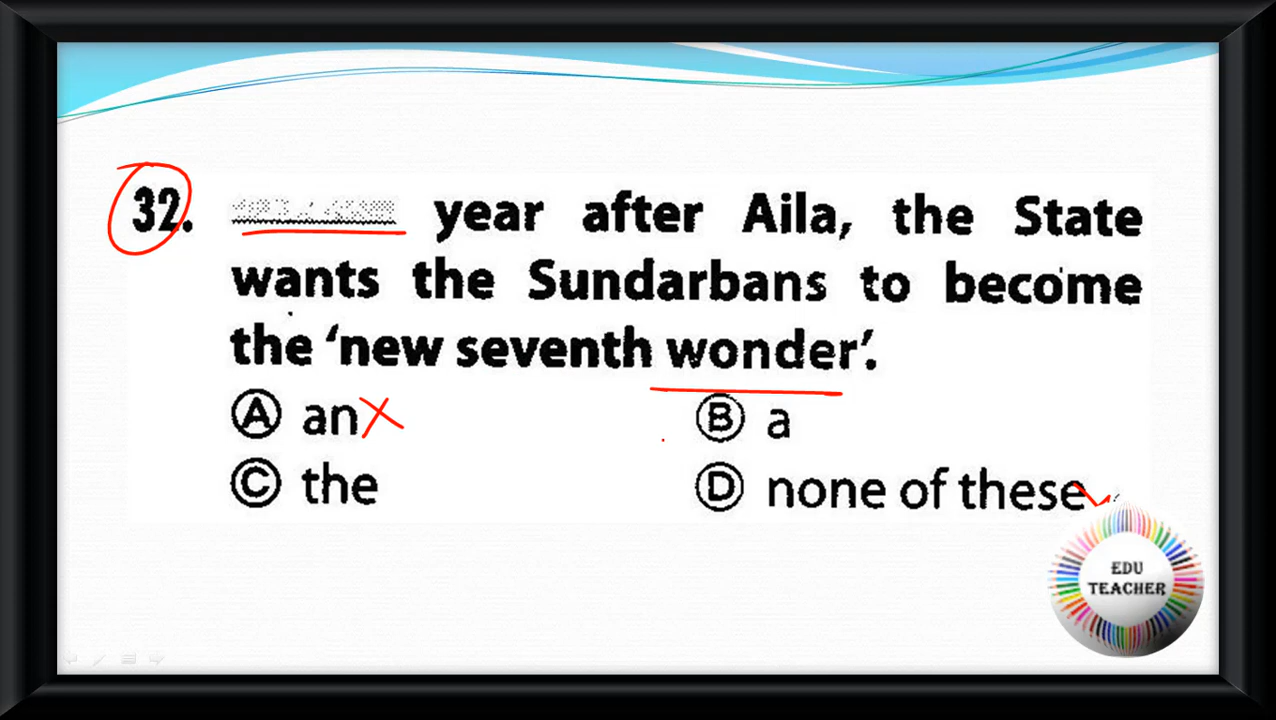 32. year after Aila, the State
wants the Sundarbans to become
the ‘new seventh wonder’.
A an B a
C the D none of these
EDU
TEACHER